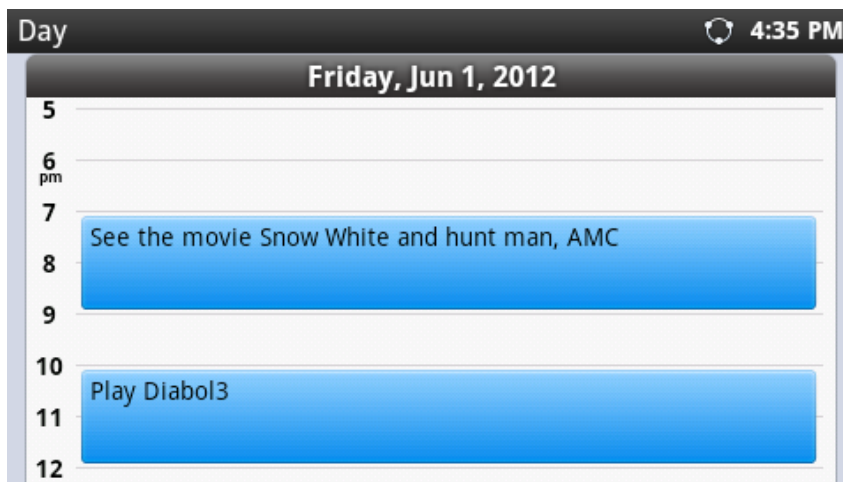 Day 4:35 PM
Friday, Jun 1, 2012
5
6
pm
7
See the movie Snow White and hunt man, AMC
8
9
10
Play Diabol3
11
12